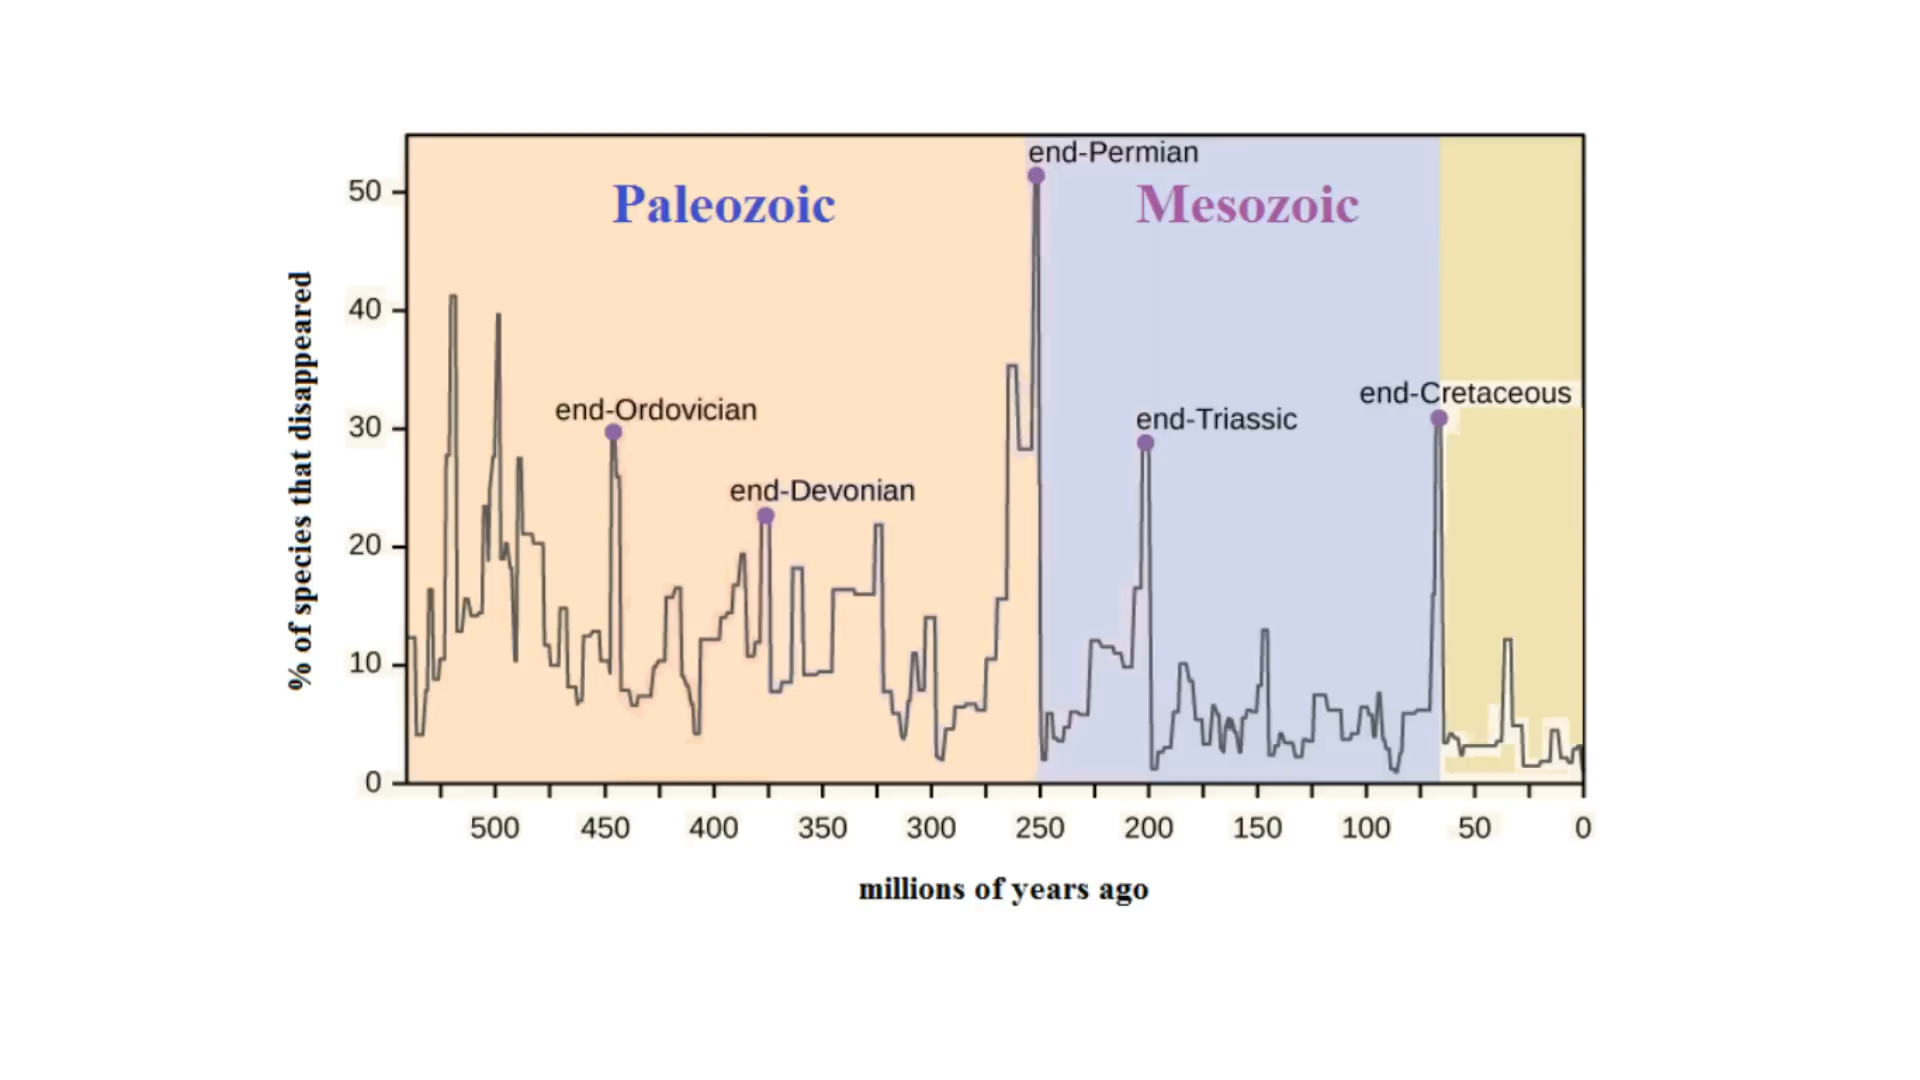 end-Permian
50
Paleozoic
Mesozoic
40
end-Cretaceous
end-Ordovician
end-Triassic
30
end-Devonian
20
10
0
% of species that disappeared
500 450 400 350 300 250 200 150 100 50 0
millions of years ago